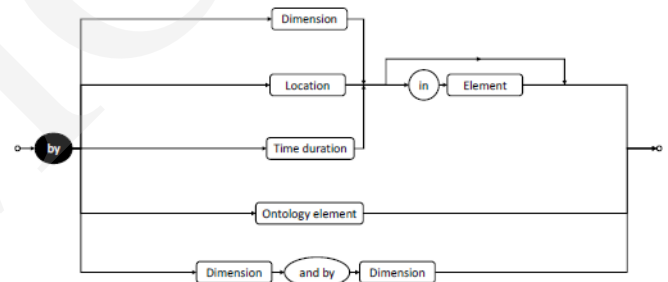 Dimension
Location in Element
by Time duration
Ontology element
Dimension and by Dimension